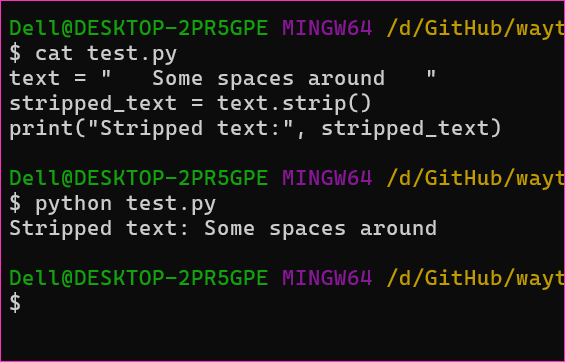 Dell@DESKTOP-2PR5GPE MINGW64 /d/GitHub/wayt
$ cat test.py
text = "   Some spaces around   "
stripped_text = text.strip()
print("Stripped text:", stripped_text)
Dell@DESKTOP-2PR5GPE MINGW64 /d/GitHub/wayt
$ python test.py
Stripped text: Some spaces around
Dell@DESKTOP-2PR5GPE MINGW64 /d/GitHub/wayt
$